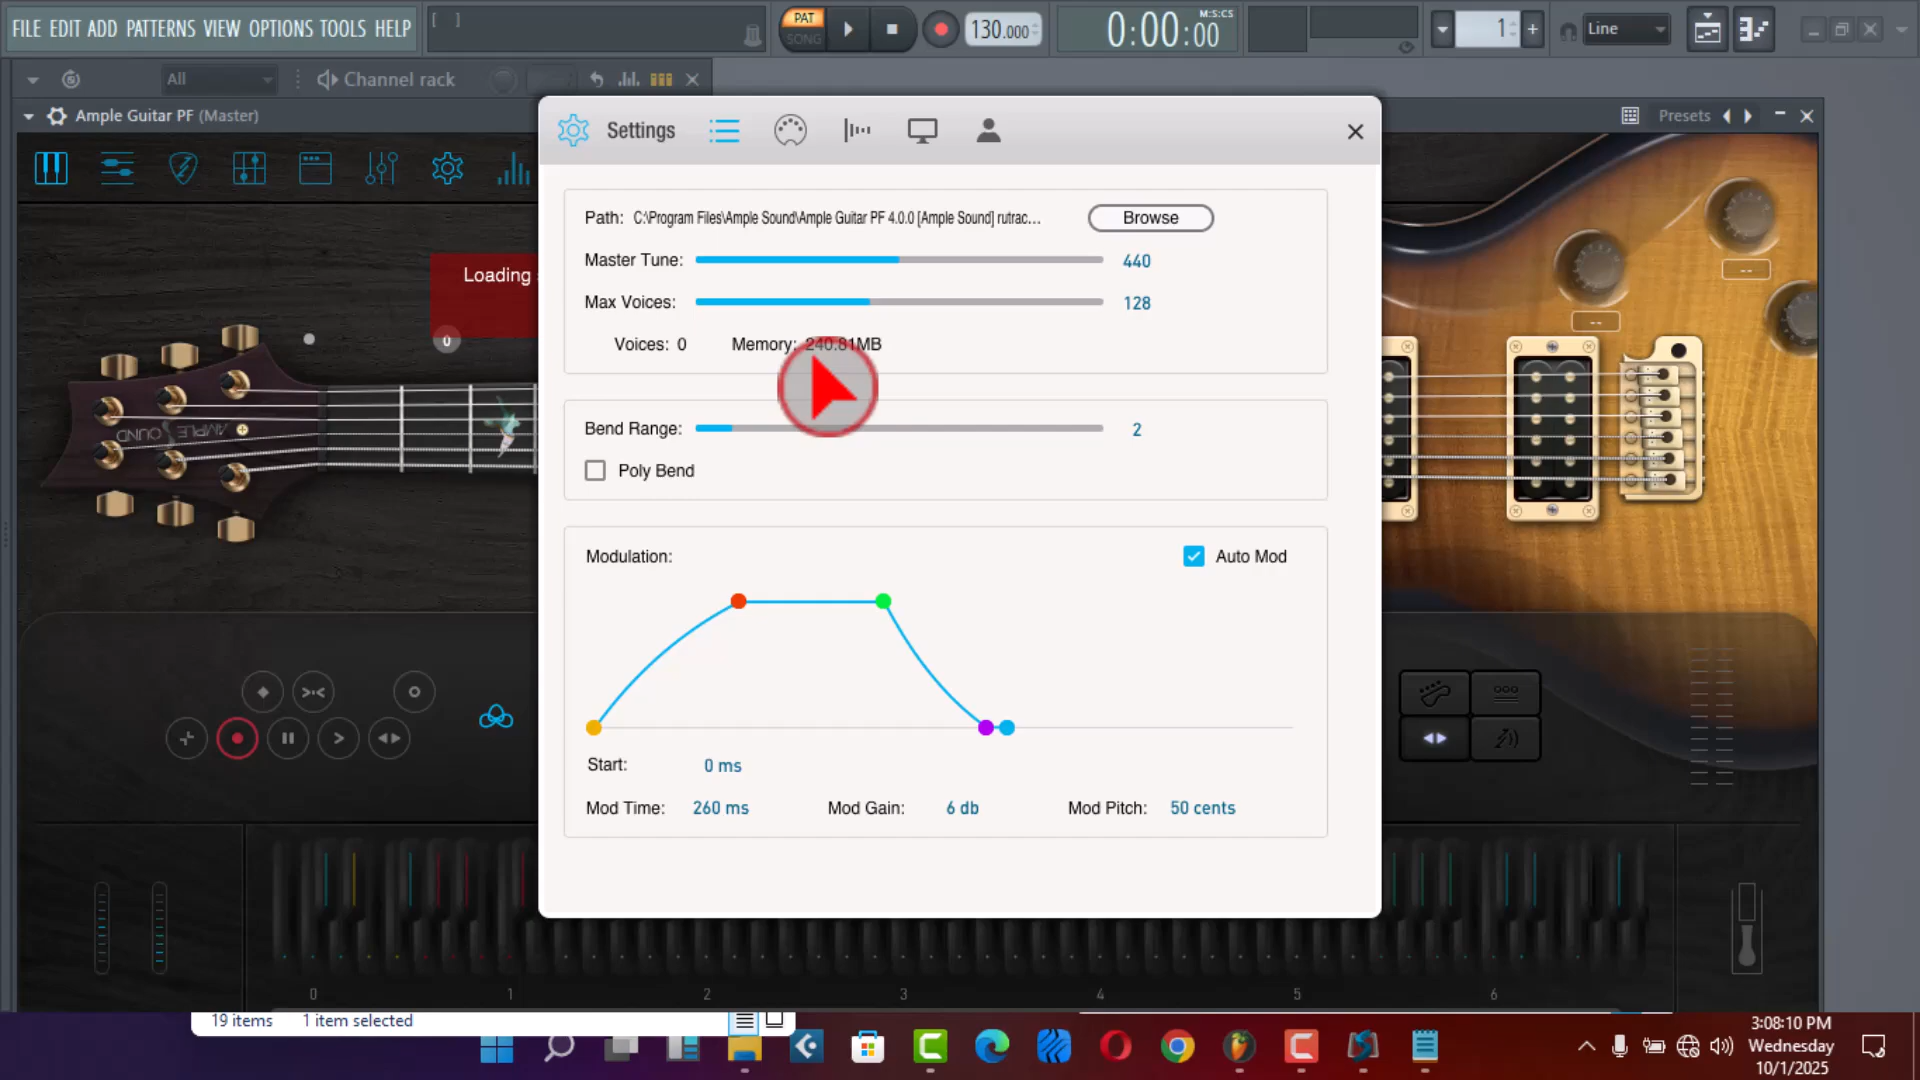 FILE EDIT ADD PATTERNS VIEW OPTIONS TOOLS HELP
PAT
SONG
130.000
M:S:CS
0:00:00
1
Line
All
Channel rack
Ample Guitar PF (Master)
Presets
Settings
Path: C:\Program Files\Ample Sound\Ample Guitar PF 4.0.0 [Ample Sound] rutrac...
Browse
Master Tune: 440
Max Voices: 128
Voices: 0 Memory: 240.81MB
Loading
0
AMPLE SOUND
Bend Range: 2
Poly Bend
Modulation:
Auto Mod
Start: 0 ms
Mod Time: 260 ms Mod Gain: 6 db Mod Pitch: 50 cents
--
--
0 1 2 3 4 5 6
19 items 1 item selected
3:08:10 PM
Wednesday
10/1/2025